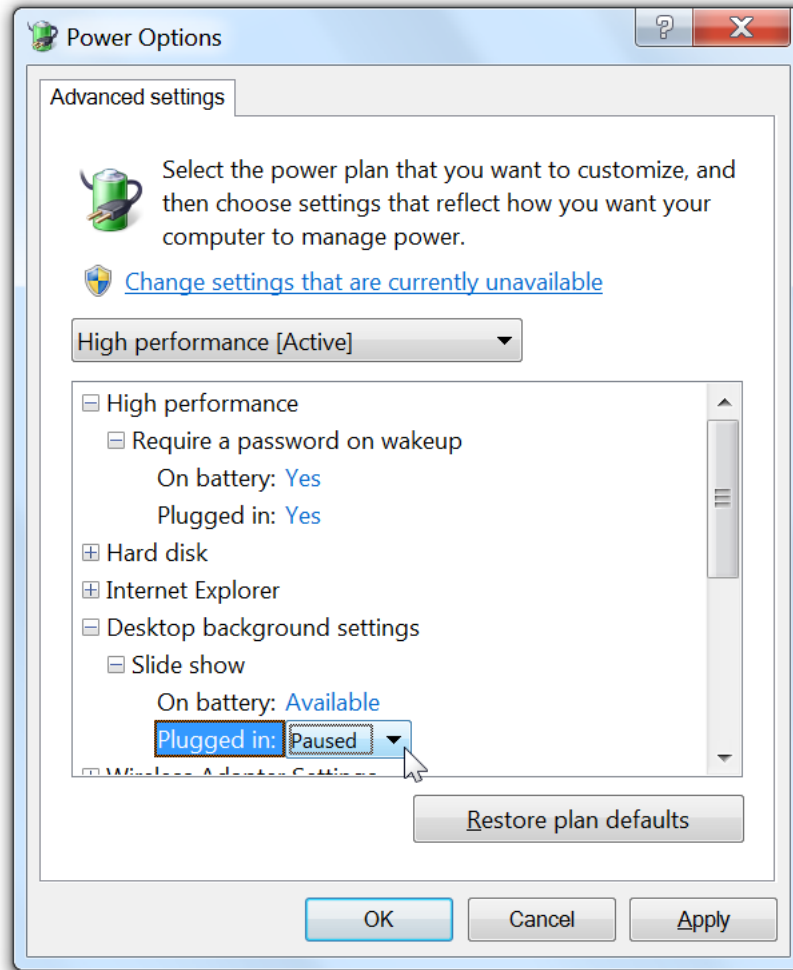 Power Options
Advanced settings
Select the power plan that you want to customize, and
then choose settings that reflect how you want your
computer to manage power.
Change settings that are currently unavailable
High performance [Active]
High performance
Require a password on wakeup
On battery: Yes
Plugged in: Yes
Hard disk
Internet Explorer
Desktop background settings
Slide show
On battery: Available
Plugged in: Paused
Wireless Adapter Settings
Restore plan defaults
OK
Cancel
Apply